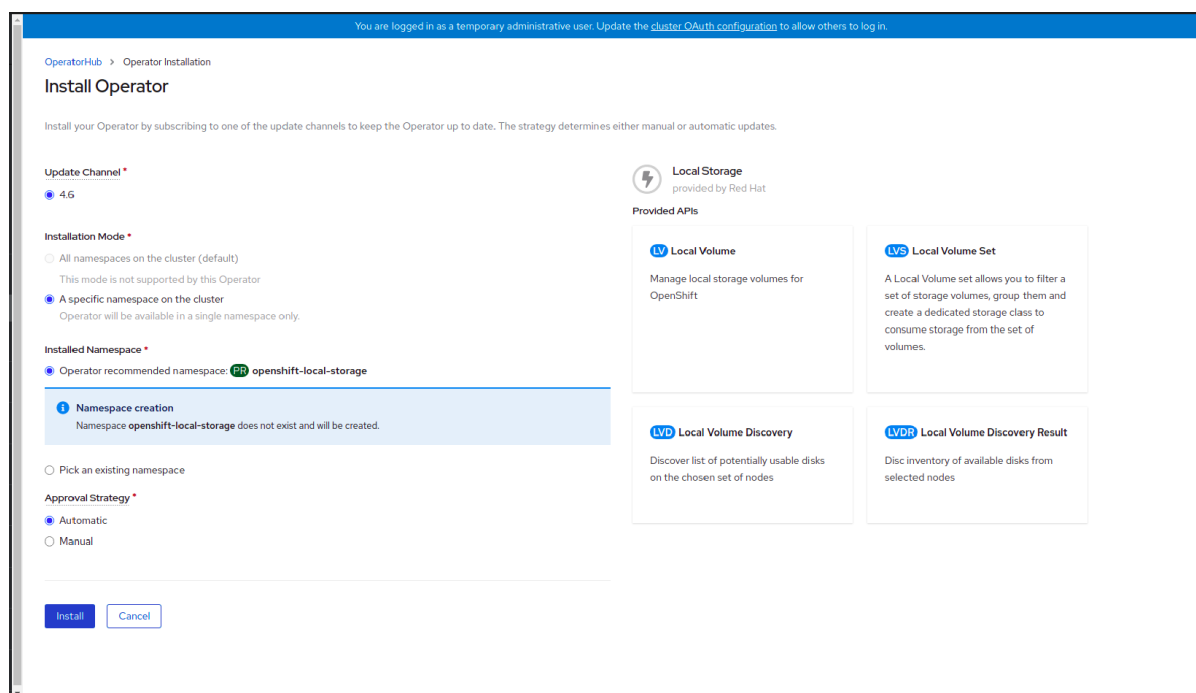 You are logged in as a temporary administrative user. Update the cluster OAuth configuration to allow others to log in.
OperatorHub > Operator Installation
Install Operator
Install your Operator by subscribing to one of the update channels to keep the Operator up to date. The strategy determines either manual or automatic updates.
Update Channel *
4.6
Installation Mode *
All namespaces on the cluster (default)
This mode is not supported by this Operator
A specific namespace on the cluster
Operator will be available in a single namespace only.
Installed Namespace *
Operator recommended namespace: PR openshift-local-storage
Namespace creation
Namespace openshift-local-storage does not exist and will be created.
Pick an existing namespace
Approval Strategy *
Automatic
Manual
Install Cancel
Local Storage
provided by Red Hat
Provided APIs
LV Local Volume
Manage local storage volumes for
OpenShift
LVS Local Volume Set
A Local Volume set allows you to filter a
set of storage volumes, group them and
create a dedicated storage class to
consume storage from the set of
volumes.
LVD Local Volume Discovery
Discover list of potentially usable disks
on the chosen set of nodes
LVDR Local Volume Discovery Result
Disc inventory of available disks from
selected nodes